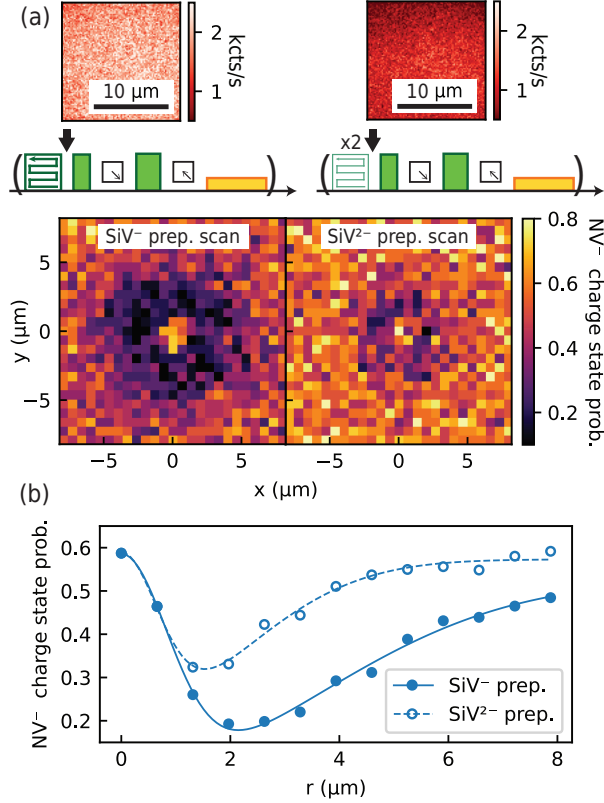 (a)
2
1
kcts/s
10 µm
2
1
kcts/s
10 µm
x2
SiV⁻ prep. scan
SiV²⁻ prep. scan
5
0
−5
y (µm)
−5
0
5
−5
0
5
x (µm)
0.8
0.6
0.4
0.2
NV⁻ charge state prob.
(b)
0.6
0.5
0.4
0.3
0.2
NV⁻ charge state prob.
SiV⁻ prep.
SiV²⁻ prep.
0
2
4
6
8
r (µm)